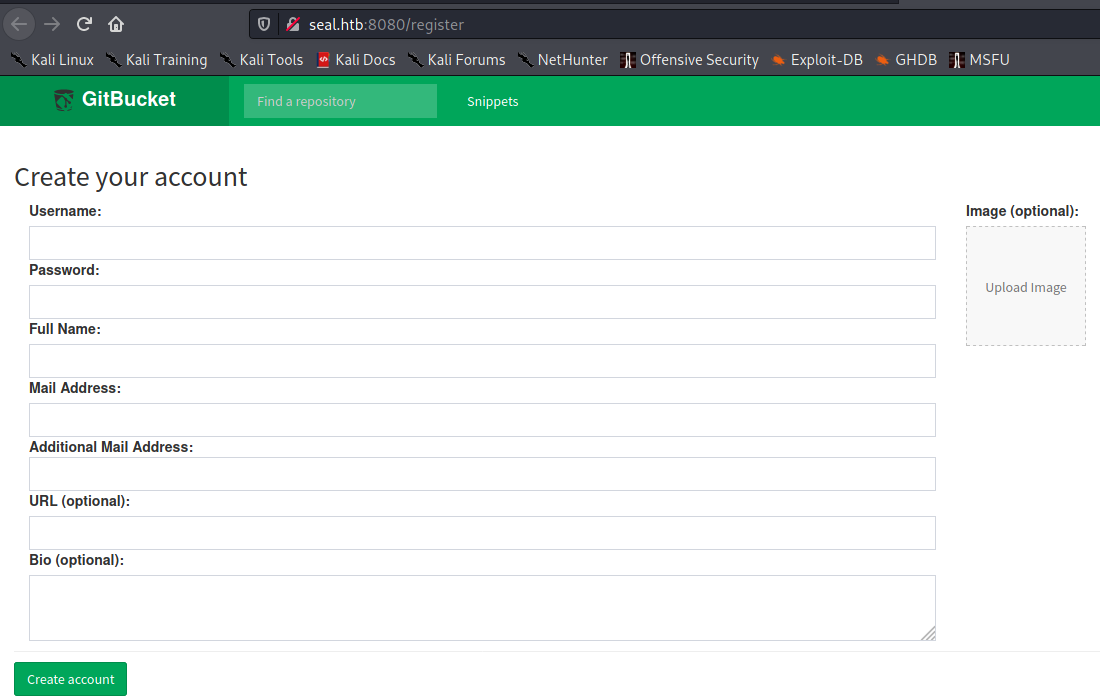 seal.htb:8080/register
Kali Linux Kali Training Kali Tools Kali Docs Kali Forums NetHunter Offensive Security Exploit-DB GHDB MSFU
GitBucket Find a repository Snippets
Create your account
Username:
Image (optional):
Password:
Upload Image
Full Name:
Mail Address:
Additional Mail Address:
URL (optional):
Bio (optional):
Create account